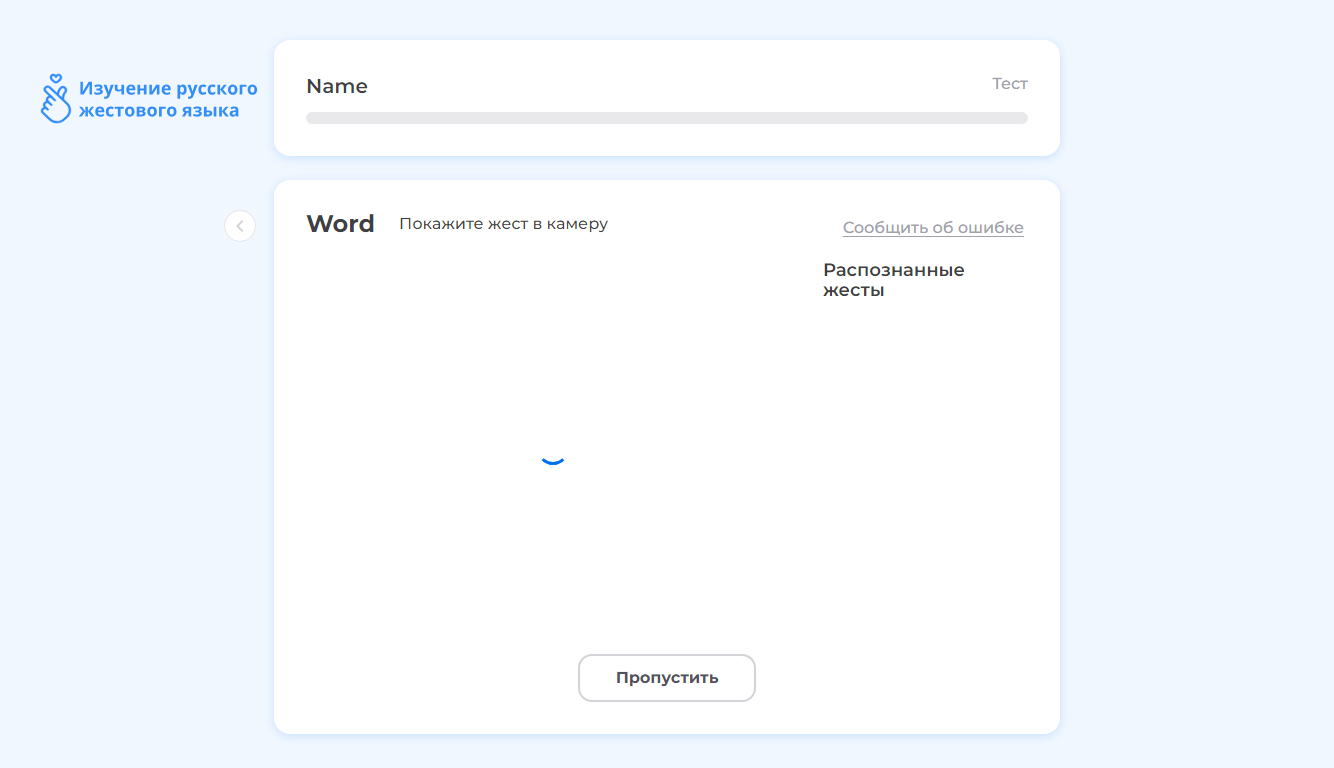 Изучение русского
жестового языка
Name
Тест
Word
Покажите жест в камеру
Сообщить об ошибке
Распознанные
жесты
Пропустить